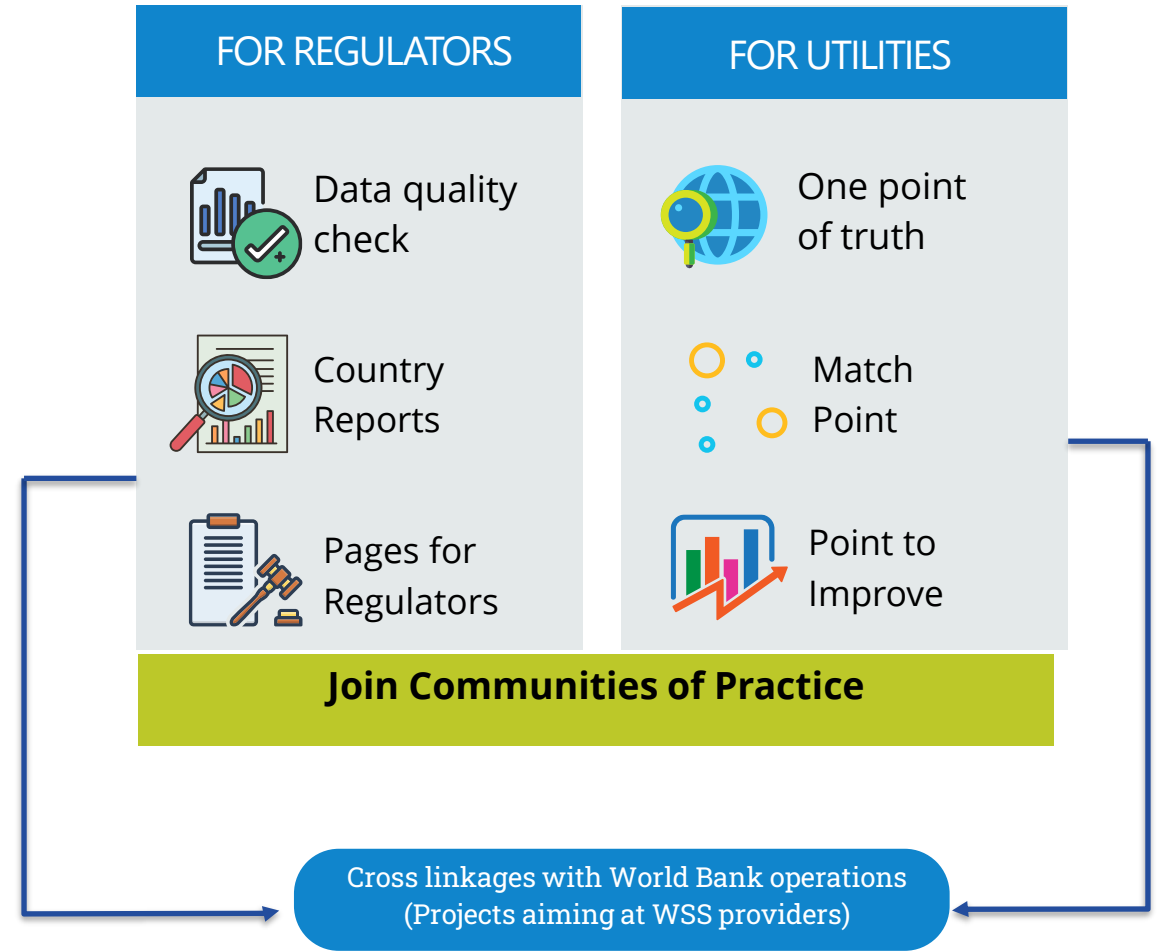 FOR REGULATORS
Data quality
check
Country
Reports
Pages for
Regulators
FOR UTILITIES
One point
of truth
Match
Point
Point to
Improve
Join Communities of Practice
Cross linkages with World Bank operations
(Projects aiming at WSS providers)